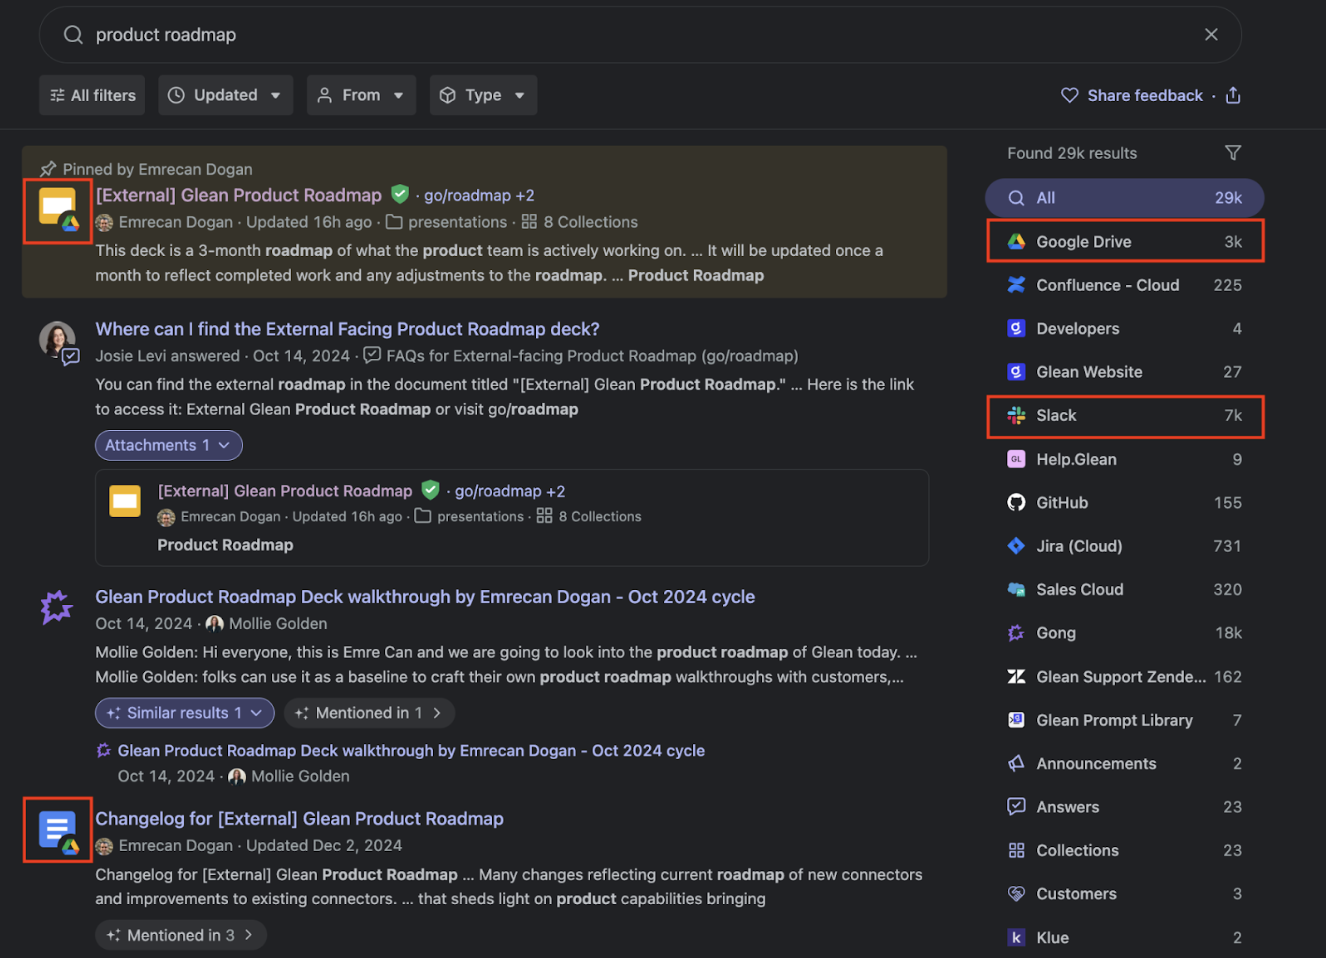 product roadmap
All filters
Updated
From
Type
Share feedback ·
Pinned by Emrecan Dogan
[External] Glean Product Roadmap · go/roadmap +2
Emrecan Dogan · Updated 16h ago · presentations · 8 Collections
This deck is a 3-month roadmap of what the product team is actively working on. ... It will be updated once a
month to reflect completed work and any adjustments to the roadmap. ... Product Roadmap
Where can I find the External Facing Product Roadmap deck?
Josie Levi answered · Oct 14, 2024 · FAQs for External-facing Product Roadmap (go/roadmap)
You can find the external roadmap in the document titled "[External] Glean Product Roadmap." ... Here is the link
to access it: External Glean Product Roadmap or visit go/roadmap
Attachments 1
[External] Glean Product Roadmap · go/roadmap +2
Emrecan Dogan · Updated 16h ago · presentations · 8 Collections
Product Roadmap
Glean Product Roadmap Deck walkthrough by Emrecan Dogan - Oct 2024 cycle
Oct 14, 2024 · Mollie Golden
Mollie Golden: Hi everyone, this is Emre Can and we are going to look into the product roadmap of Glean today. ...
Mollie Golden: folks can use it as a baseline to craft their own product roadmap walkthroughs with customers,...
Similar results 1
Mentioned in 1
Glean Product Roadmap Deck walkthrough by Emrecan Dogan - Oct 2024 cycle
Oct 14, 2024 · Mollie Golden
Changelog for [External] Glean Product Roadmap
Emrecan Dogan · Updated Dec 2, 2024
Changelog for [External] Glean Product Roadmap ... Many changes reflecting current roadmap of new connectors
and improvements to existing connectors. ... that sheds light on product capabilities bringing
Mentioned in 3
Found 29k results
All 29k
Google Drive 3k
Confluence - Cloud 225
g Developers 4
g Glean Website 27
Slack 7k
GL Help.Glean 9
GitHub 155
Jira (Cloud) 731
Sales Cloud 320
Gong 18k
Glean Support Zende... 162
Glean Prompt Library 7
Announcements 2
Answers 23
Collections 23
Customers 3
k Klue 2